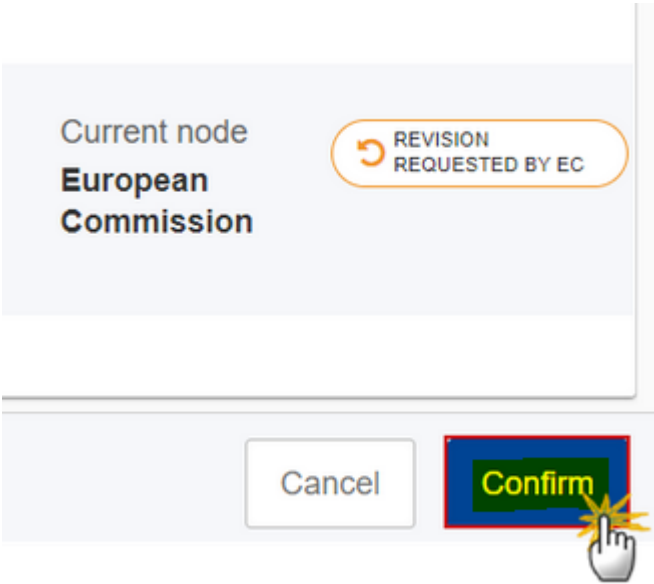 Current node
European
Commission
REVISION
REQUESTED BY EC
Cancel
Confirm